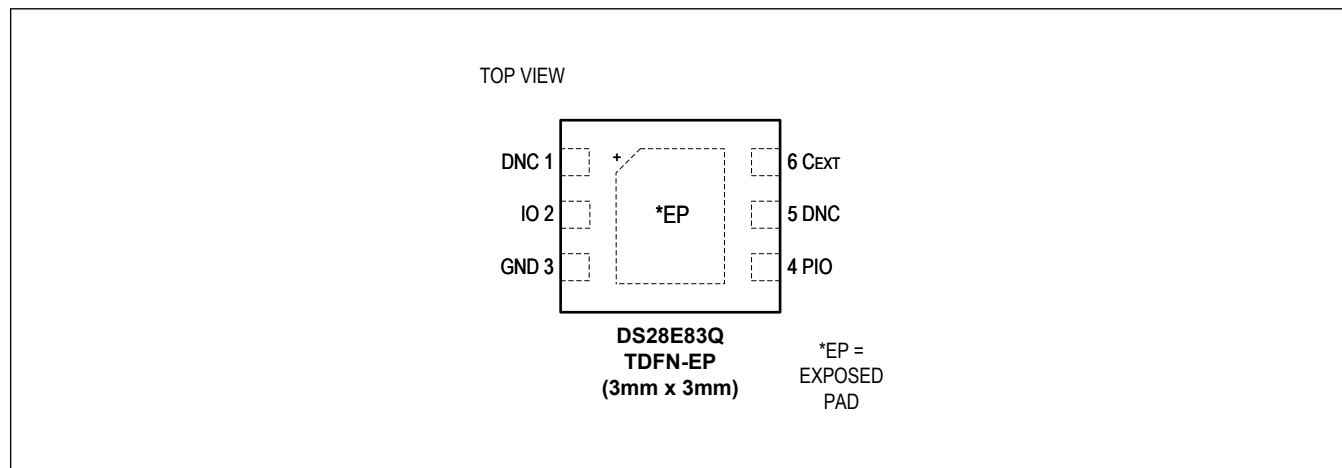 TOP VIEW
DNC 1
IO 2
GND 3
+
*EP
6 CEXT
5 DNC
4 PIO
DS28E83Q
TDFN-EP
(3mm x 3mm)
*EP =
EXPOSED
PAD